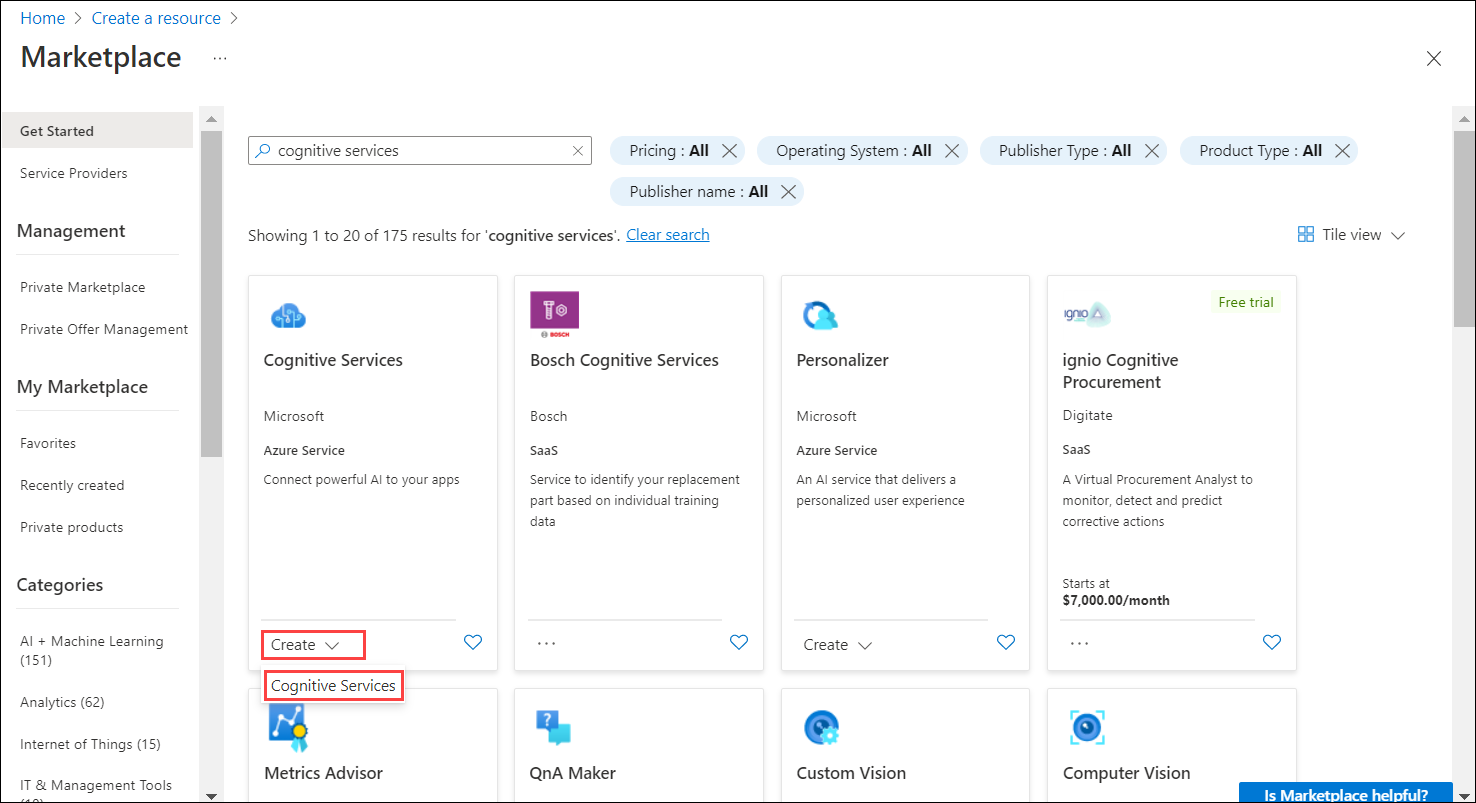 Home > Create a resource >
Marketplace ...
Get Started
Service Providers
Management
Private Marketplace
Private Offer Management
My Marketplace
Favorites
Recently created
Private products
Categories
AI + Machine Learning
(151)
Analytics (62)
Internet of Things (15)
IT & Management Tools
cognitive services
Pricing : All
Operating System : All
Publisher Type : All
Product Type : All
Publisher name : All
Showing 1 to 20 of 175 results for 'cognitive services'. Clear search
Tile view
Cognitive Services
Microsoft
Azure Service
Connect powerful AI to your apps
Create
Cognitive Services
BOSCH
Bosch Cognitive Services
Bosch
SaaS
Service to identify your replacement
part based on individual training
data
...
Personalizer
Microsoft
Azure Service
An AI service that delivers a
personalized user experience
Create
ignio
Free trial
ignio Cognitive
Procurement
Digitate
SaaS
A Virtual Procurement Analyst to
monitor, detect and predict
corrective actions
Starts at
$7,000.00/month
...
Metrics Advisor
QnA Maker
Custom Vision
Computer Vision
Is Marketplace helpful?